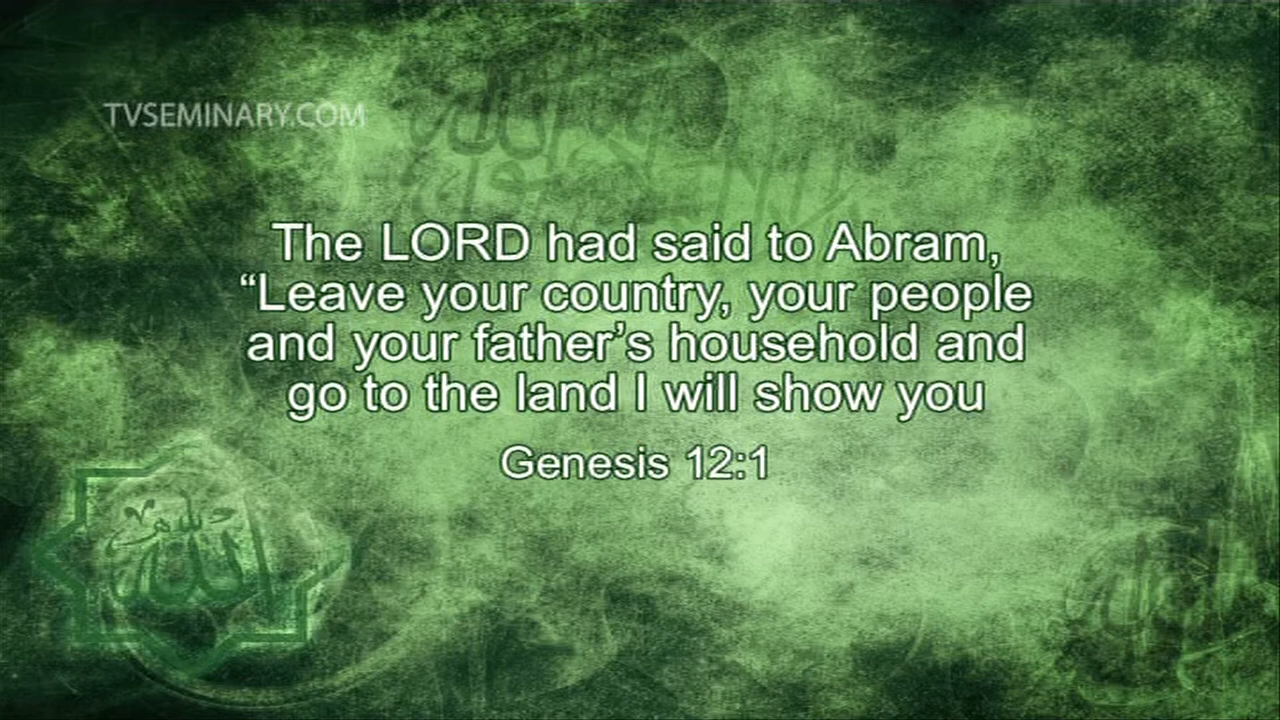 TVSEMINARY.COM
The LORD had said to Abram,
“Leave your country, your people
and your father’s household and
go to the land I will show you
Genesis 12:1
الله